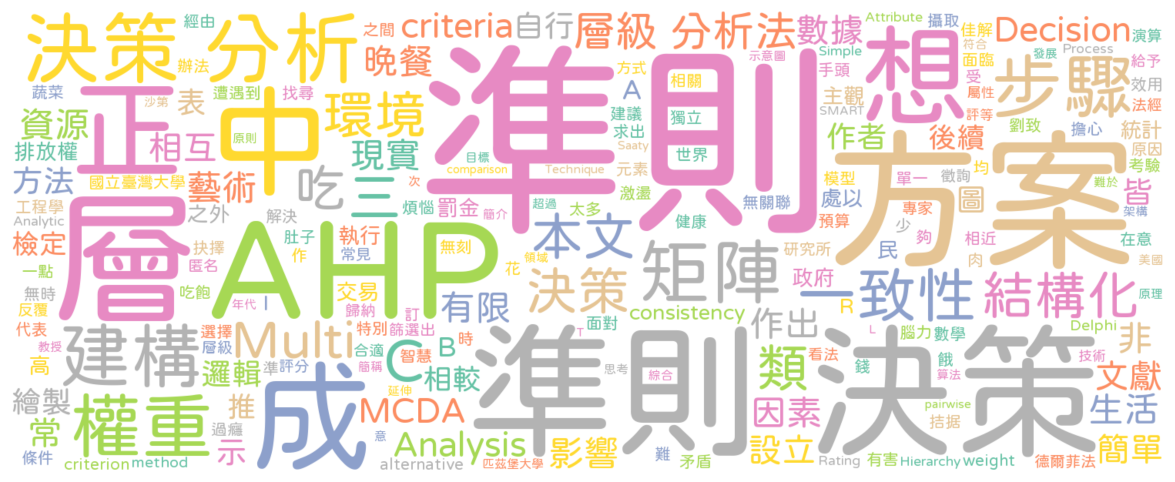 決策 分析
經由
之間
criteria
自行
層級 分析法
數據
Attribute
攝取
佳解
Decision
演算
辦法
晚餐
準則
Simple
想
面臨
符合
Process
發展
蔬菜
沙第
遭遇到
找尋
方式
示意圖
手頭
受
步驟
給予
表
環境
相關
A
主觀
屬性
效用
資源
正
中
原則
建議
獨立
SMART
評等
法經
排放權
相互
現實
求出
Saaty
作者
後續
劉致
擔心
統計
國立臺灣大學
目標
世界
方案
原因
方法
藝術
吃
三
comparison
Technique
元素
模型
單一
均
徵詢
考驗
難於
工程學
次
激盪
無關聯
處以
圖
皆
Analytic
之外
煩惱
罰金
簡介
超過
太多
健康
預算
專家
架構
層
AHP
解決
本文
少
夠
民
相近
在意
檢定
肚子
執行
無刻
矩陣
研究所
肉
美國
抉擇
作
常見
花
領域
決策
政府
一致性
結構化
一點
匿名
無時
吃飽
I
交易
有限
R
原理
反覆
年代
歸納
訂
consistency
作出
代表
建構
選擇
特別
篩選出
時
面對
T
L
腦力
數學
Delphi
非
教授
Multi
層級
合適
智慧
B
準則
決策
看法
餓
技術
高
邏輯
準
評分
簡稱
C
相較
思考
綜合
類
錢
算法
文獻
繪製
權重
推
成
延伸
MCDA
因素
pairwise
拮据
生活
常
過癮
示
意
Analysis
影響
難
矛盾
設立
簡單
條件
criterion
method
alternative
匹茲堡大學
Rating
有害
Hierarchy
weight
德爾菲法